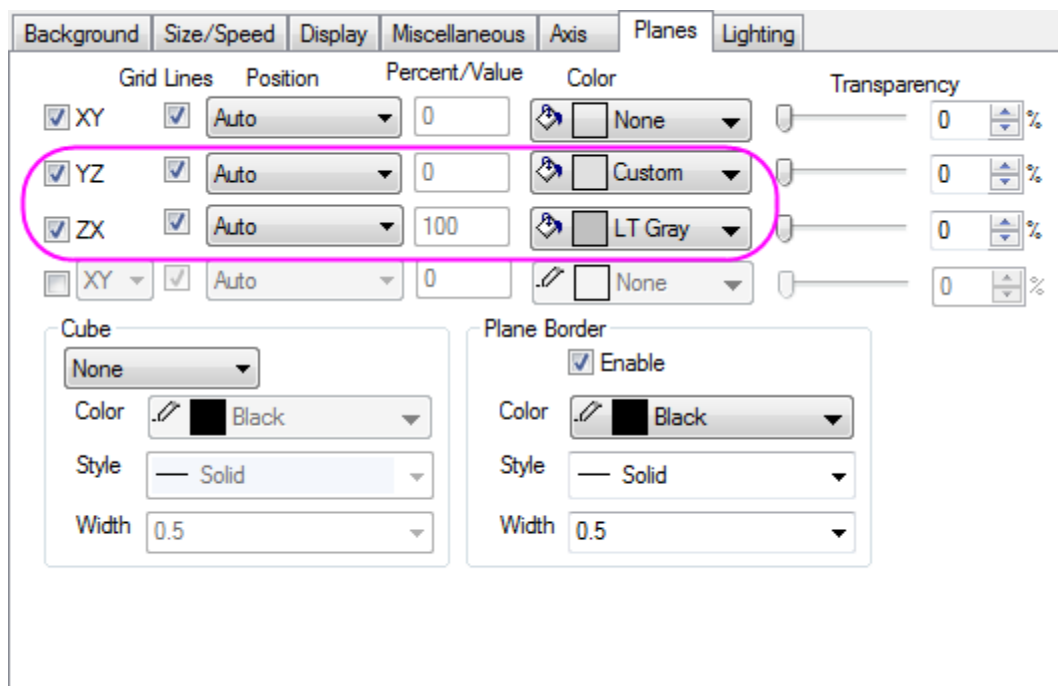 Background Size/Speed Display Miscellaneous Axis Planes Lighting
Grid Lines Position Percent/Value Color Transparency
XY Auto 0 None 0 %
YZ Auto 0 Custom 0 %
ZX Auto 100 LT Gray 0 %
XY Auto 0 None 0 %
Cube
None
Color Black
Style Solid
Width 0.5
Plane Border
Enable
Color Black
Style Solid
Width 0.5